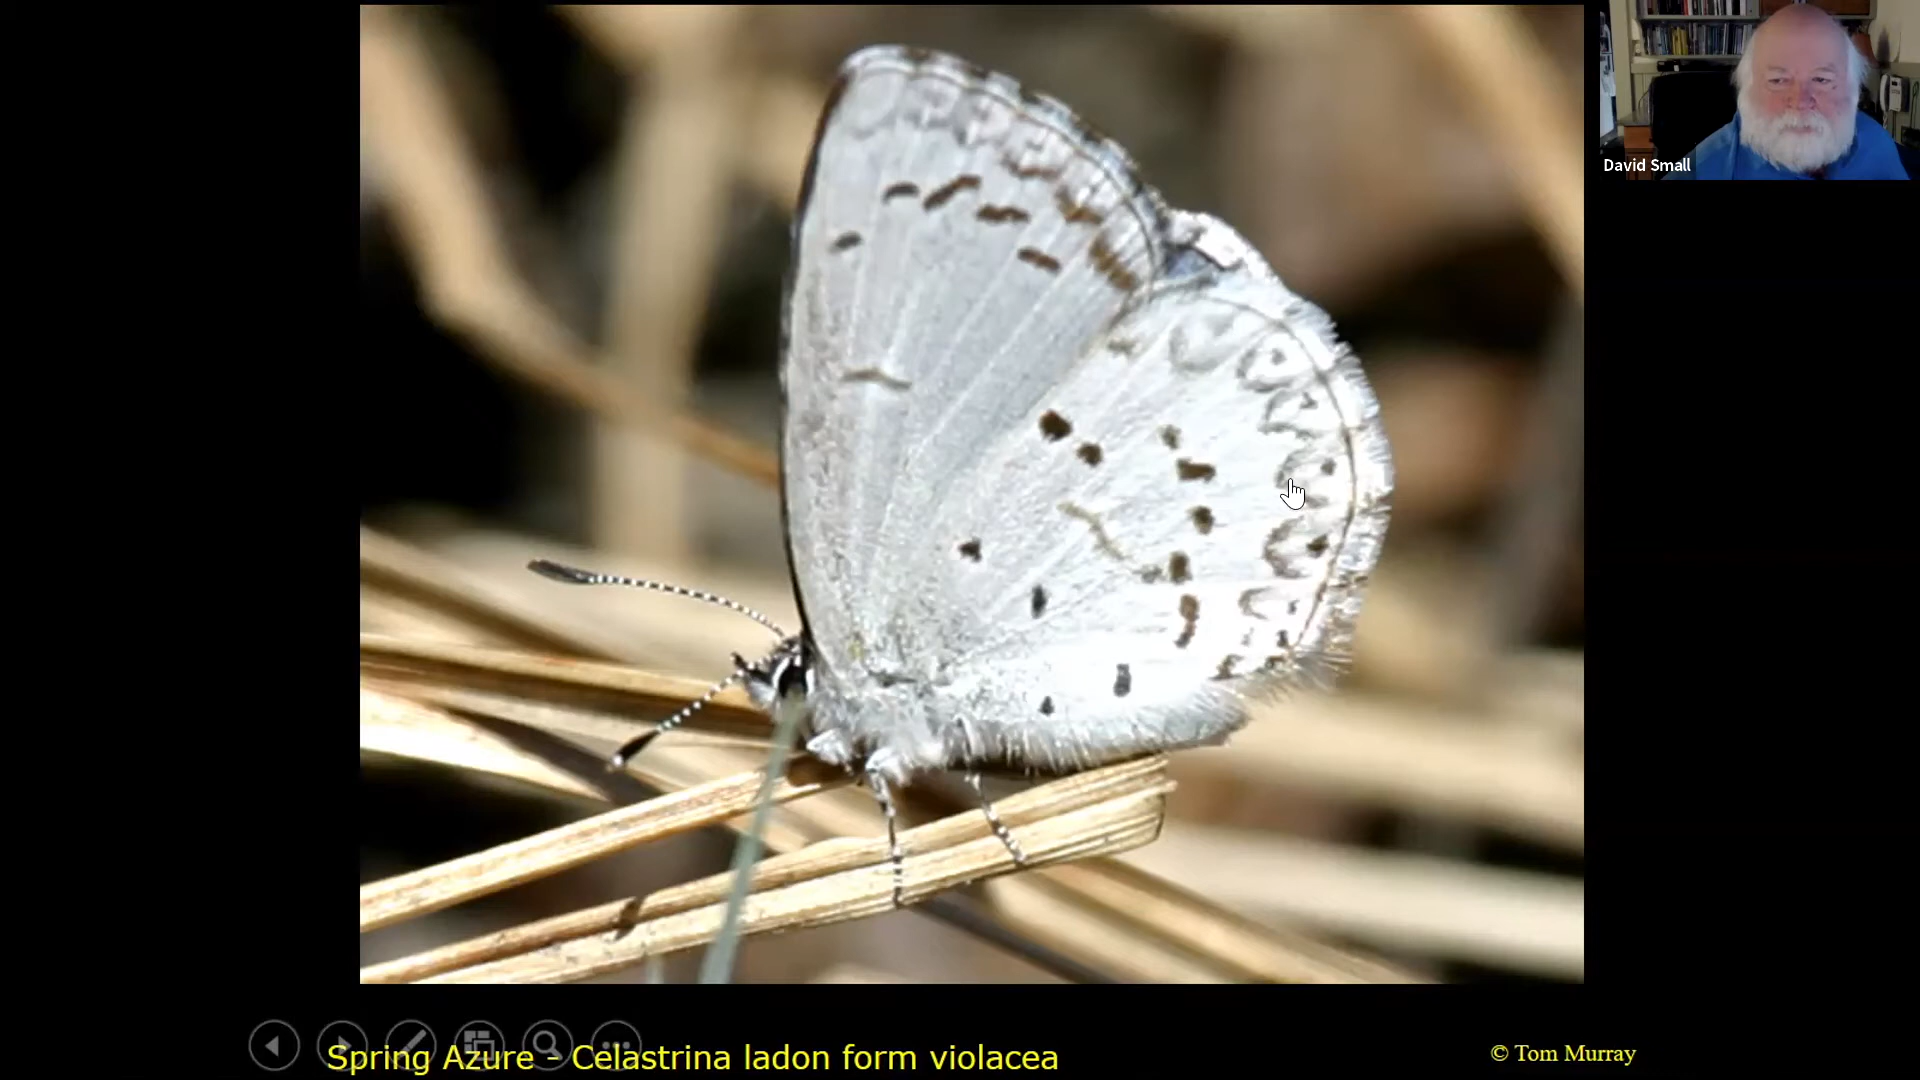 David Small
Spring Azure - Celastrina ladon form violacea
© Tom Murray